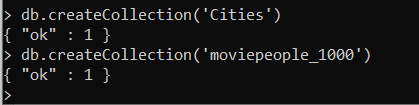 > db.createCollection('Cities')
{ "ok" : 1 }
> db.createCollection('moviepeople_1000')
{ "ok" : 1 }
>